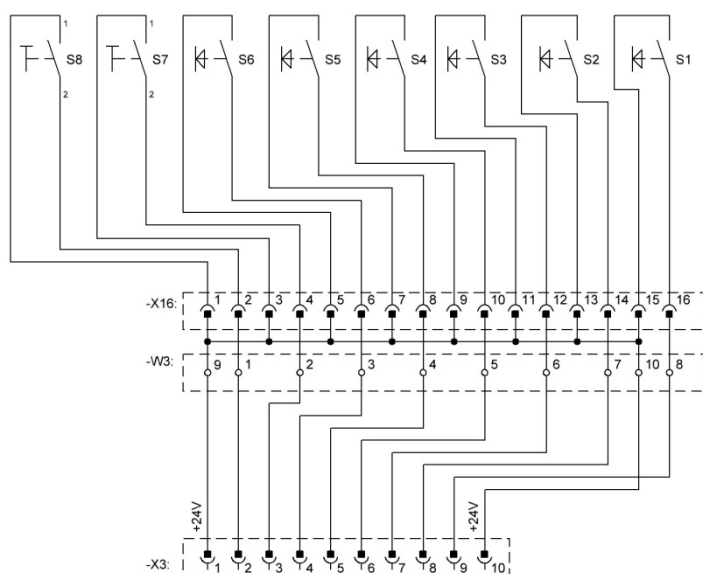 1 1
S8 S7 S6 S5 S4 S3 S2 S1
2 2
-X16: 1 2 3 4 5 6 7 8 9 10 11 12 13 14 15 16
-W3: 9 1 2 3 4 5 6 7 10 8
+24V +24V
-X3: 1 2 3 4 5 6 7 8 9 10